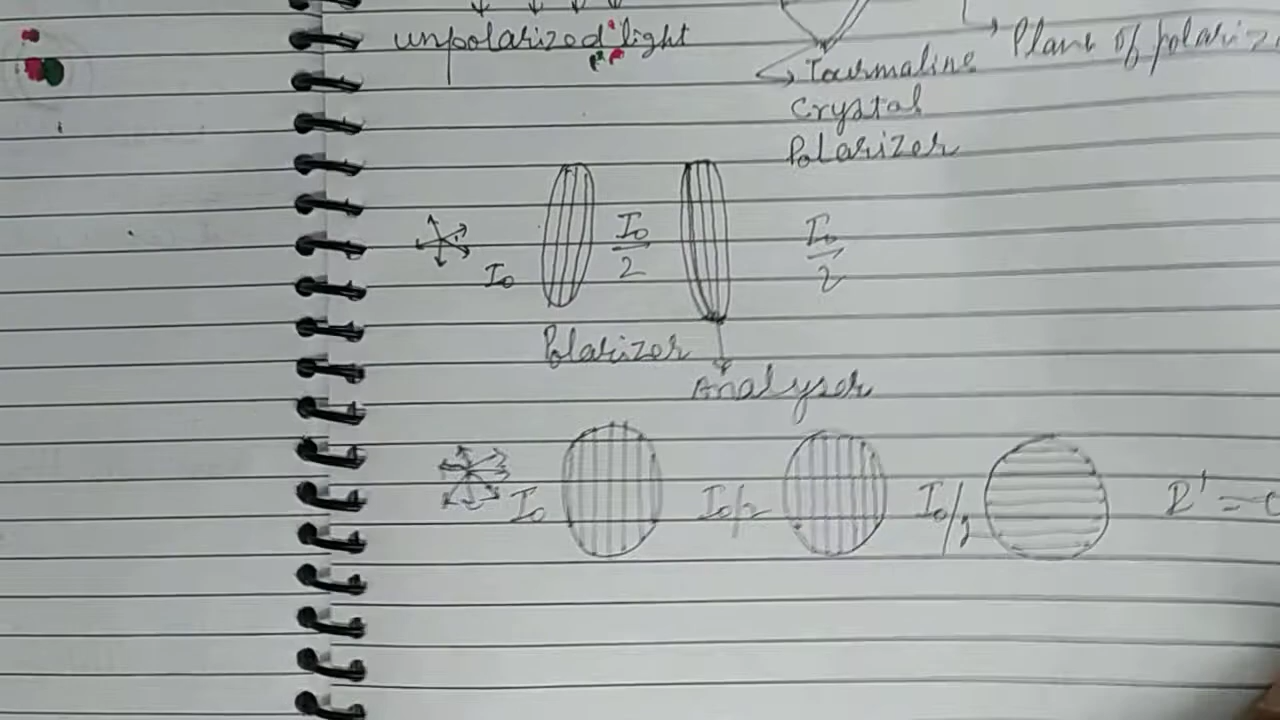 unpolarized light
Plane of polariz
Tourmaline
Crystal
Polarizer
I₀
I₀/2
I₀/2
Polarizer
Analyser
I₀
I₀/2
I₀/2
I' =